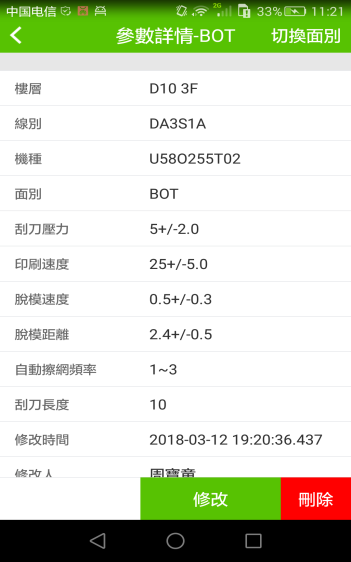 中国电信 2G 33% 11:21
參數詳情-BOT 切換面別
樓層 D10 3F
線別 DA3S1A
機種 U58O255T02
面別 BOT
刮刀壓力 5+/-2.0
印刷速度 25+/-5.0
脫模速度 0.5+/-0.3
脫模距離 2.4+/-0.5
自動擦網頻率 1~3
刮刀長度 10
修改時間 2018-03-12 19:20:36.437
修改人 周寶童
修改 刪除